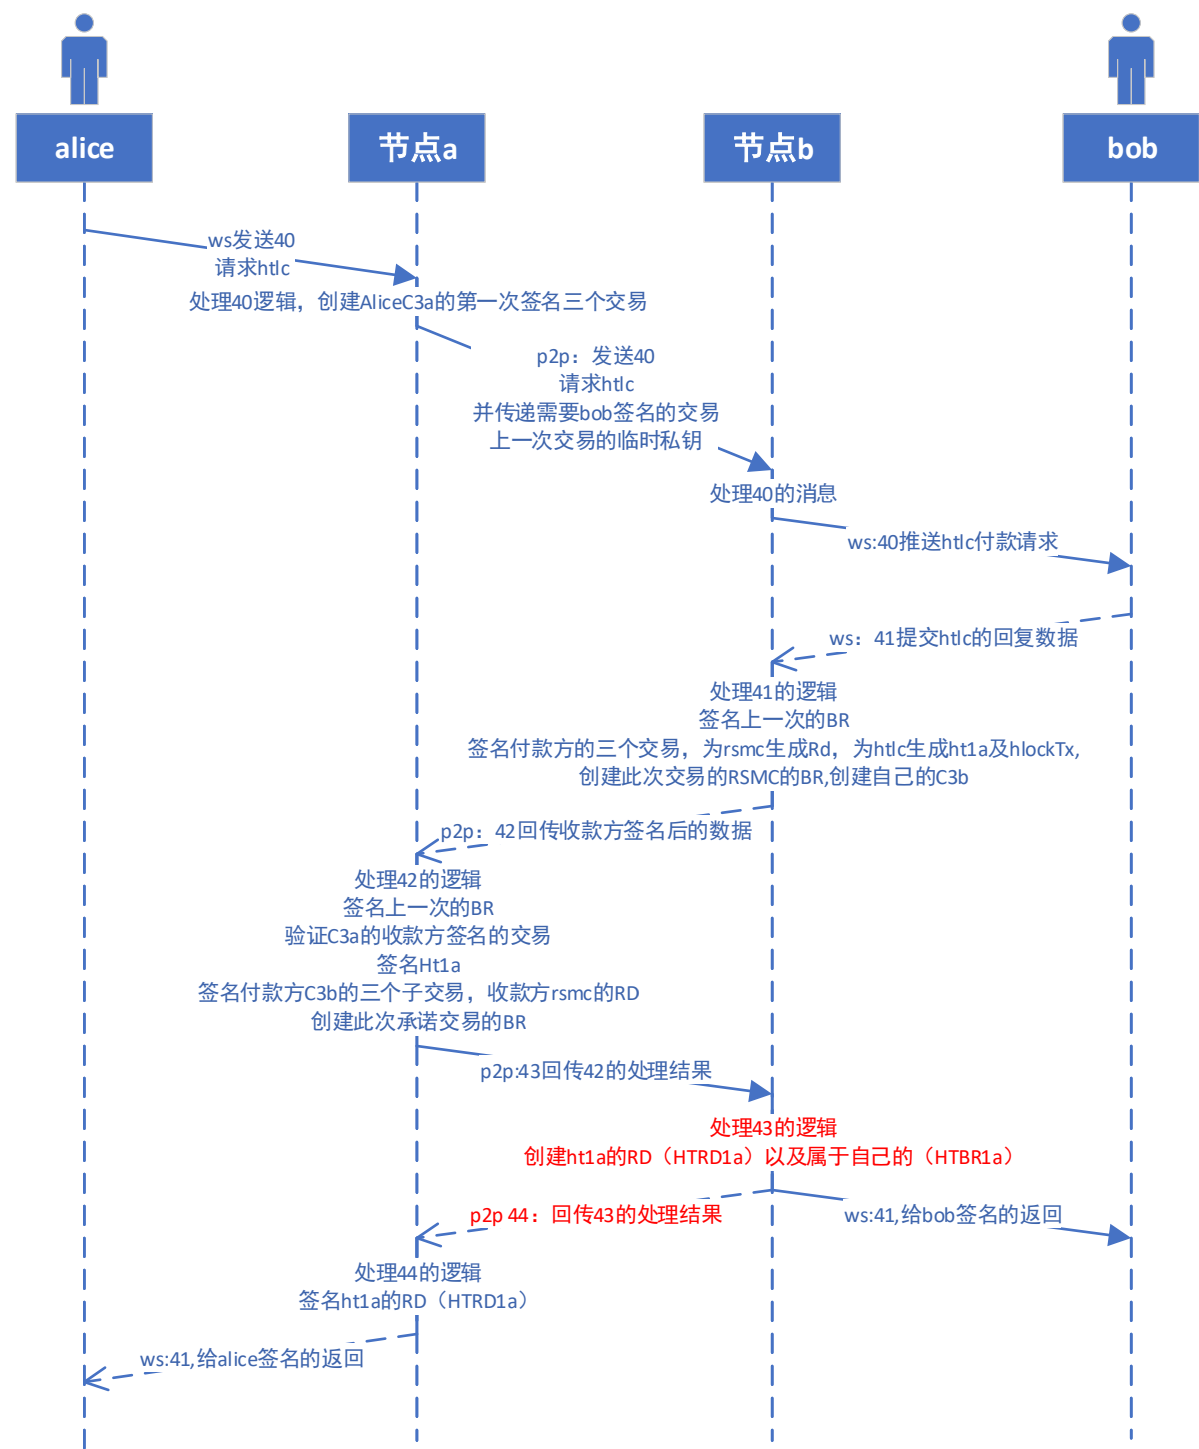 alice
节点a
节点b
bob
ws发送40
请求htlc
处理40逻辑，创建AliceC3a的第一次签名三个交易
p2p：发送40
请求htlc
并传递需要bob签名的交易
上一次交易的临时私钥
处理40的消息
ws:40推送htlc付款请求
ws：41提交htlc的回复数据
处理41的逻辑
签名上一次的BR
签名付款方的三个交易，为rsmc生成Rd，为htlc生成ht1a及hlockTx,
创建此次交易的RSMC的BR,创建自己的C3b
p2p：42回传收款方签名后的数据
处理42的逻辑
签名上一次的BR
验证C3a的收款方签名的交易
签名Ht1a
签名付款方C3b的三个子交易，收款方rsmc的RD
创建此次承诺交易的BR
p2p:43回传42的处理结果
处理43的逻辑
创建ht1a的RD（HTRD1a）以及属于自己的（HTBR1a）
p2p 44：回传43的处理结果
ws:41,给bob签名的返回
处理44的逻辑
签名ht1a的RD（HTRD1a）
ws:41,给alice签名的返回